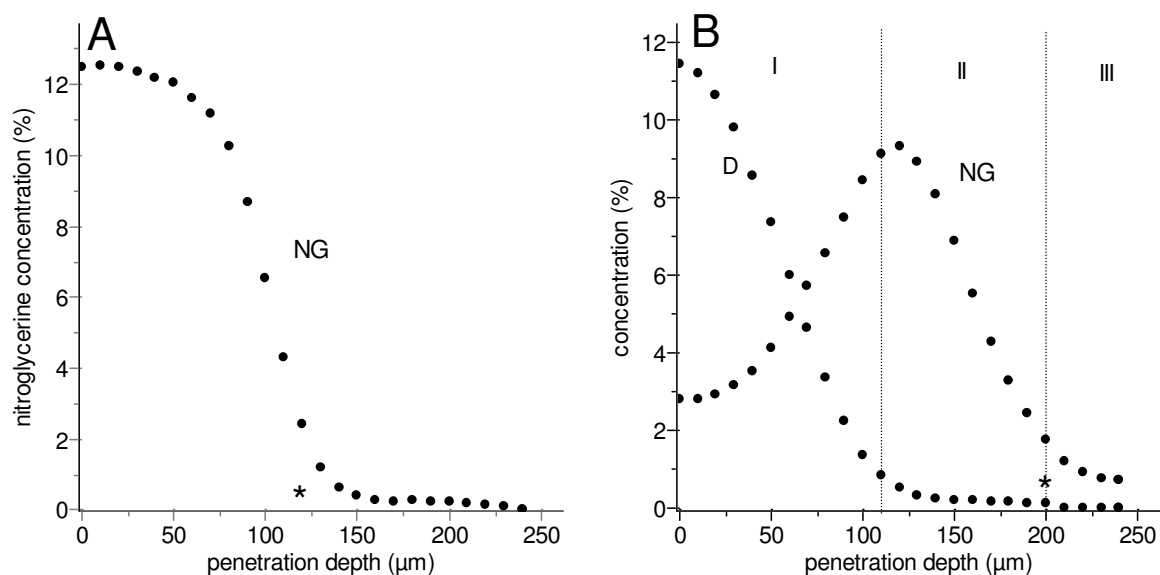 A
nitroglycerine concentration (%)
12
10
8
6
4
2
0
NG
*
0 50 100 150 200 250
penetration depth (µm)
B
concentration (%)
12
10
8
6
4
2
0
I II III
D
NG
*
0 50 100 150 200 250
penetration depth (µm)